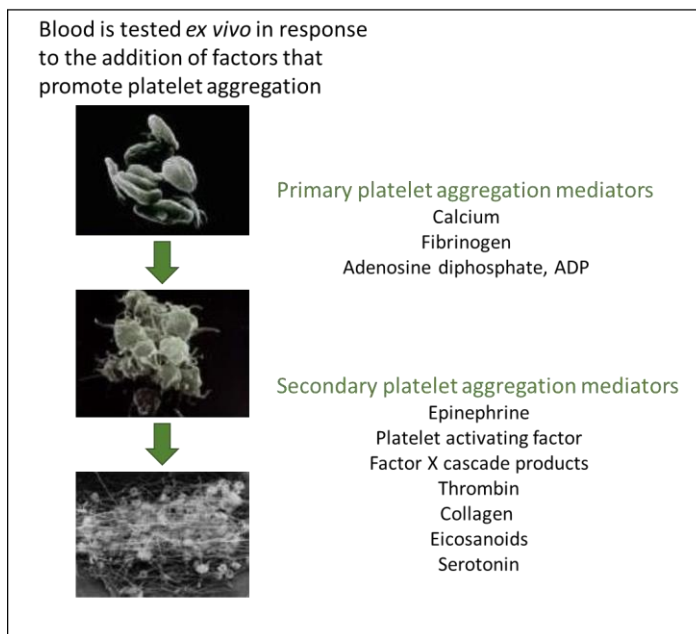 Blood is tested ex vivo in response
to the addition of factors that
promote platelet aggregation
Primary platelet aggregation mediators
Calcium
Fibrinogen
Adenosine diphosphate, ADP
Secondary platelet aggregation mediators
Epinephrine
Platelet activating factor
Factor X cascade products
Thrombin
Collagen
Eicosanoids
Serotonin